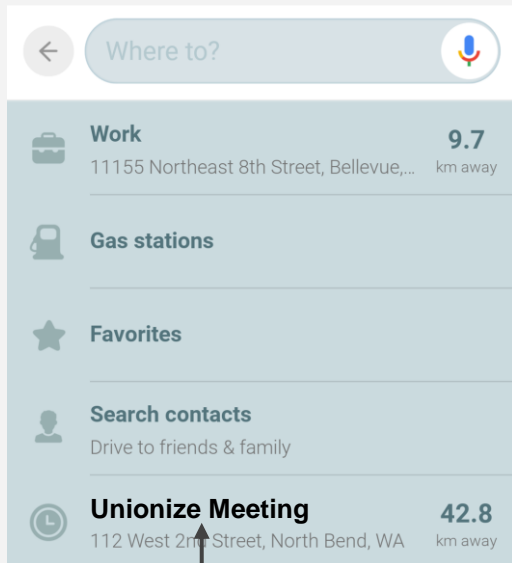 Where to?
Work
9.7
11155 Northeast 8th Street, Bellevue,...
km away
Gas stations
Favorites
Search contacts
Drive to friends & family
Unionize Meeting
42.8
112 West 2nd Street, North Bend, WA
km away